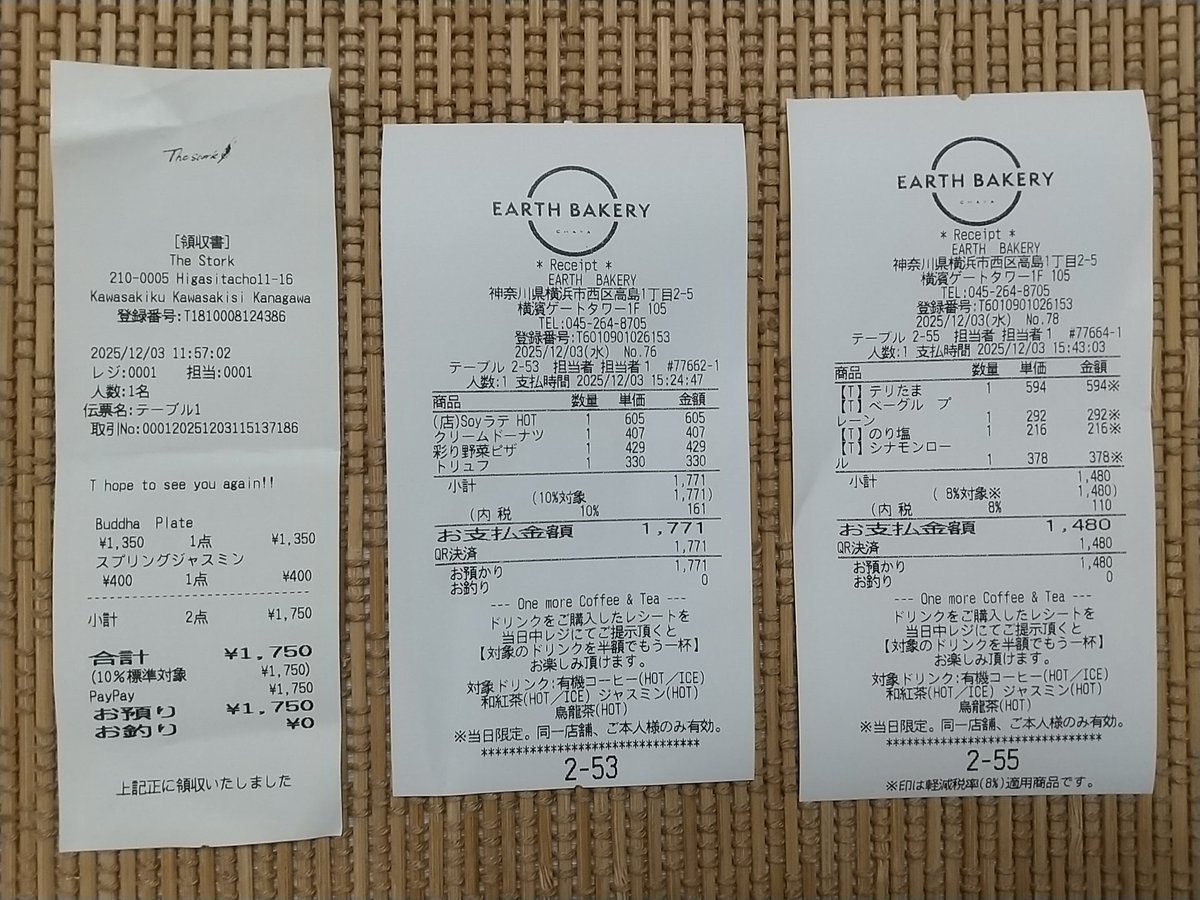 The Stork
[領収書]
The Stork
210-0005 Higasitacho11-16
Kawasakiku Kawasakisi Kanagawa
登録番号:T1810008124386
2025/12/03 11:57:02
レジ:0001 担当:0001
人数:1名
伝票名:テーブル1
取引No:000120251203115137186
T hope to see you again!!
Buddha Plate
¥1,350 1点 ¥1,350
スプリングジャスミン
¥400 1点 ¥400
小計 2点 ¥1,750
合計 ¥1,750
(10%標準対象 ¥1,750)
PayPay ¥1,750
お預り ¥1,750
お釣り ¥0
上記正に領収いたしました
EARTH BAKERY
CHAYA
* Receipt *
EARTH BAKERY
神奈川県横浜市西区高島1丁目2-5
横濱ゲートタワー1F 105
TEL:045-264-8705
登録番号:T6010901026153
2025/12/03(水) No.76
テーブル 2-53 担当者 担当者1 #77662-1
人数:1 支払時間 2025/12/03 15:24:47
商品 数量 単価 金額
(店)Soyラテ HOT 1 605 605
クリームドーナツ 1 407 407
彩り野菜ピザ 1 429 429
トリュフ 1 330 330
小計 1,771
(10%対象 1,771)
(内 税 10% 161
お支払金額 1,771
QR決済 1,771
お預かり 1,771
お釣り 0
--- One more Coffee & Tea ---
ドリンクをご購入したレシートを
当日中レジにてご提示頂くと
【対象のドリンクを半額でもう一杯】
お楽しみ頂けます。
対象ドリンク:有機コーヒー(HOT/ICE)
和紅茶(HOT/ICE) ジャスミン(HOT)
烏龍茶(HOT)
※当日限定。同一店舗、ご本人様のみ有効。
*******************************
2-53
EARTH BAKERY
CHAYA
* Receipt *
EARTH BAKERY
神奈川県横浜市西区高島1丁目2-5
横濱ゲートタワー1F 105
TEL:045-264-8705
登録番号:T6010901026153
2025/12/03(水) No.78
テーブル 2-55 担当者 担当者1 #77664-1
人数:1 支払時間 2025/12/03 15:43:03
商品 数量 単価 金額
【T】テリたま 1 594 594※
【T】ベーグル プ
レーン 1 292 292※
【T】のり塩 1 216 216※
【T】シナモンロー
ル 1 378 378※
小計 1,480
( 8%対象※ 1,480)
(内 税 8% 110
お支払金額 1,480
QR決済 1,480
お預かり 1,480
お釣り 0
--- One more Coffee & Tea ---
ドリンクをご購入したレシートを
当日中レジにてご提示頂くと
【対象のドリンクを半額でもう一杯】
お楽しみ頂けます。
対象ドリンク:有機コーヒー(HOT/ICE)
和紅茶(HOT/ICE) ジャスミン(HOT)
烏龍茶(HOT)
※当日限定。同一店舗、ご本人様のみ有効。
*******************************
2-55
※印は軽減税率(8%)適用商品です。